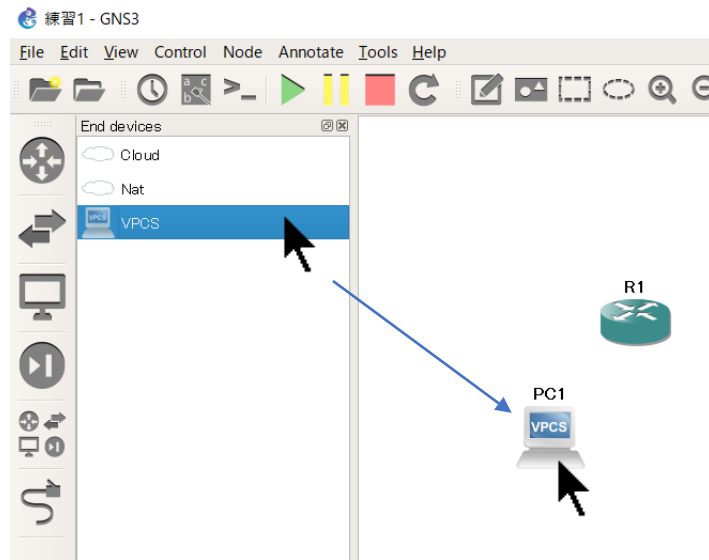 練習1 - GNS3
File Edit View Control Node Annotate Tools Help
End devices
Cloud
Nat
VPCS
VPCS
R1
PC1
VPCS